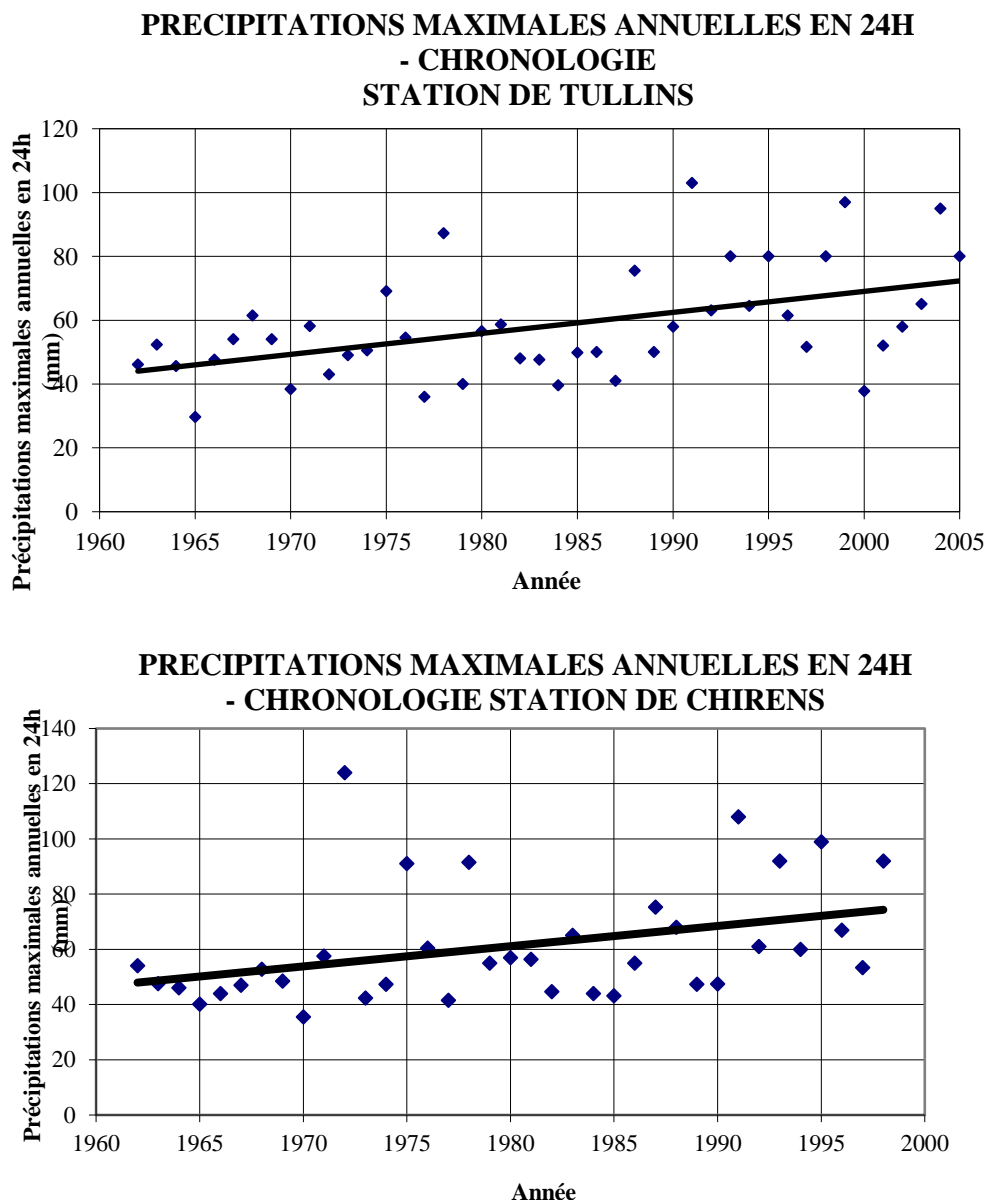 PRECIPITATIONS MAXIMALES ANNUELLES EN 24H
- CHRONOLOGIE
STATION DE TULLINS
Précipitations maximales annuelles en 24h
(mm)
120
100
80
60
40
20
0
1960 1965 1970 1975 1980 1985 1990 1995 2000 2005
Année
PRECIPITATIONS MAXIMALES ANNUELLES EN 24H
- CHRONOLOGIE STATION DE CHIRENS
Précipitations maximales annuelles en 24h
(mm)
140
120
100
80
60
40
20
0
1960 1965 1970 1975 1980 1985 1990 1995 2000
Année